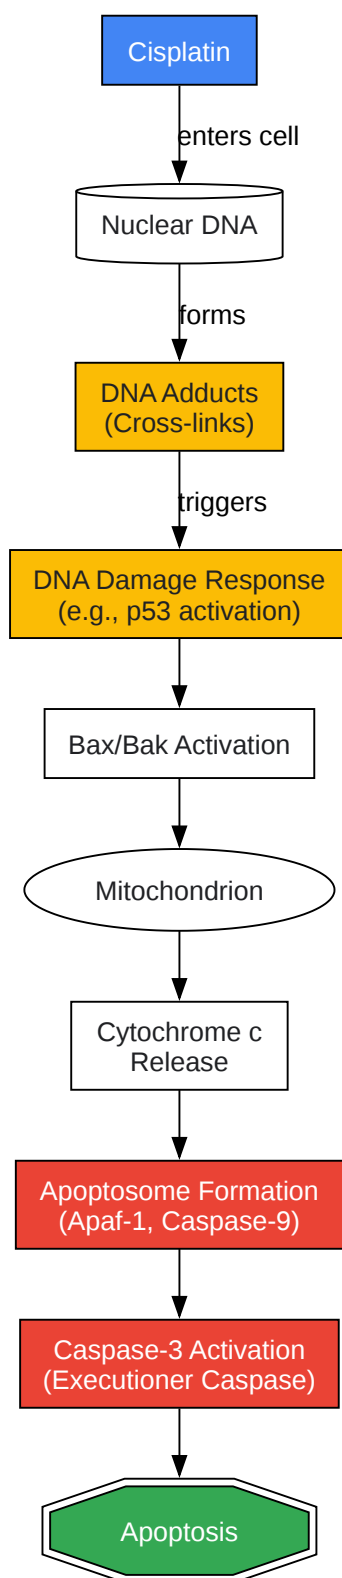 Cisplatin
enters cell
Nuclear DNA
forms
DNA Adducts
(Cross-links)
triggers
DNA Damage Response
(e.g., p53 activation)
Bax/Bak Activation
Mitochondrion
Cytochrome c
Release
Apoptosome Formation
(Apaf-1, Caspase-9)
Caspase-3 Activation
(Executioner Caspase)
Apoptosis